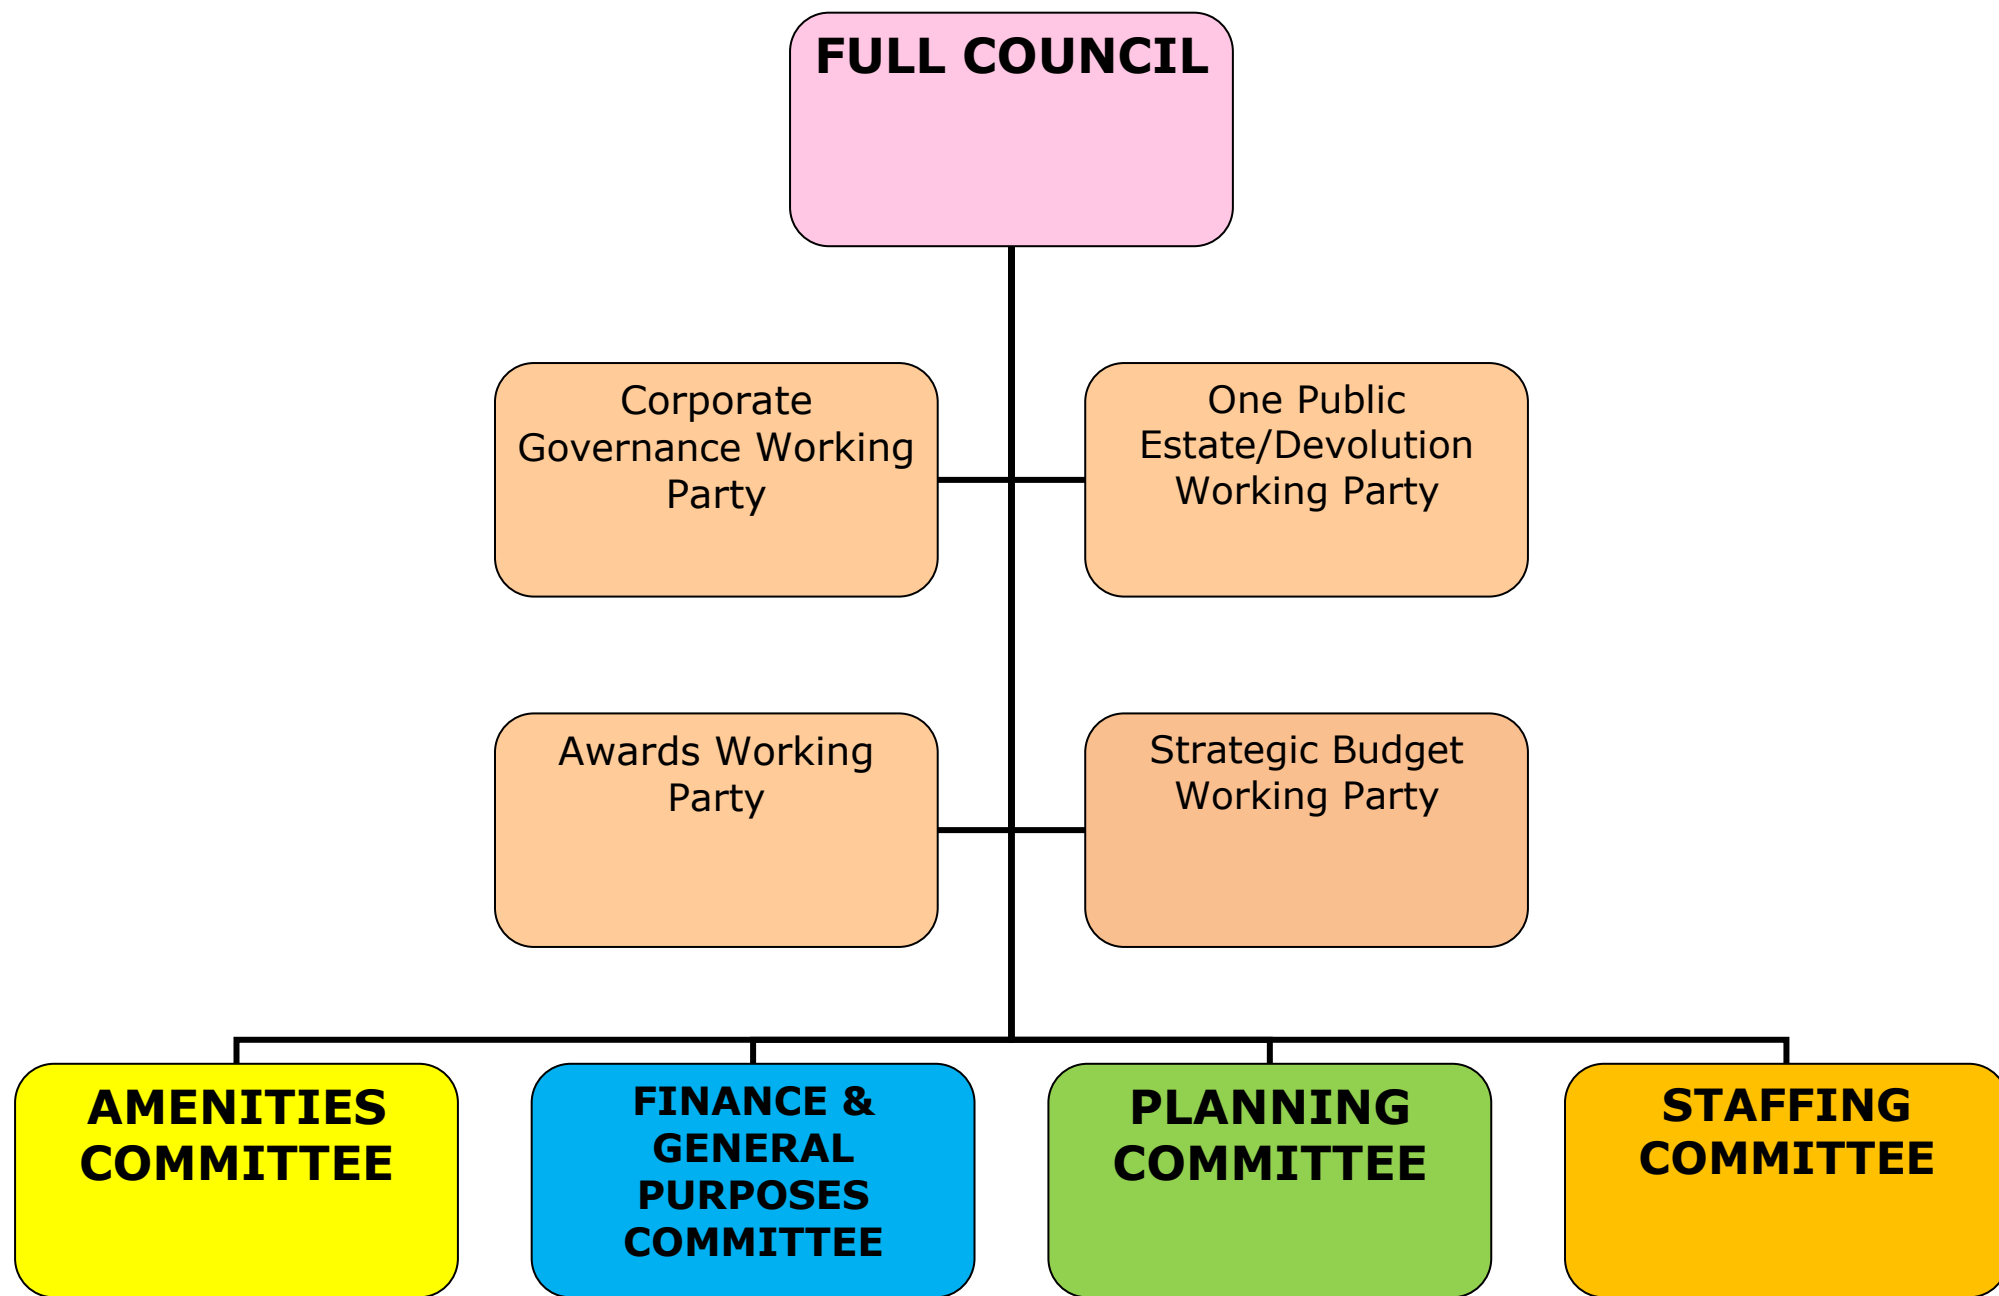 FULL COUNCIL
Corporate
Governance Working
Party
One Public
Estate/Devolution
Working Party
Awards Working
Party
Strategic Budget
Working Party
AMENITIES
COMMITTEE
FINANCE &
GENERAL
PURPOSES
COMMITTEE
PLANNING
COMMITTEE
STAFFING
COMMITTEE